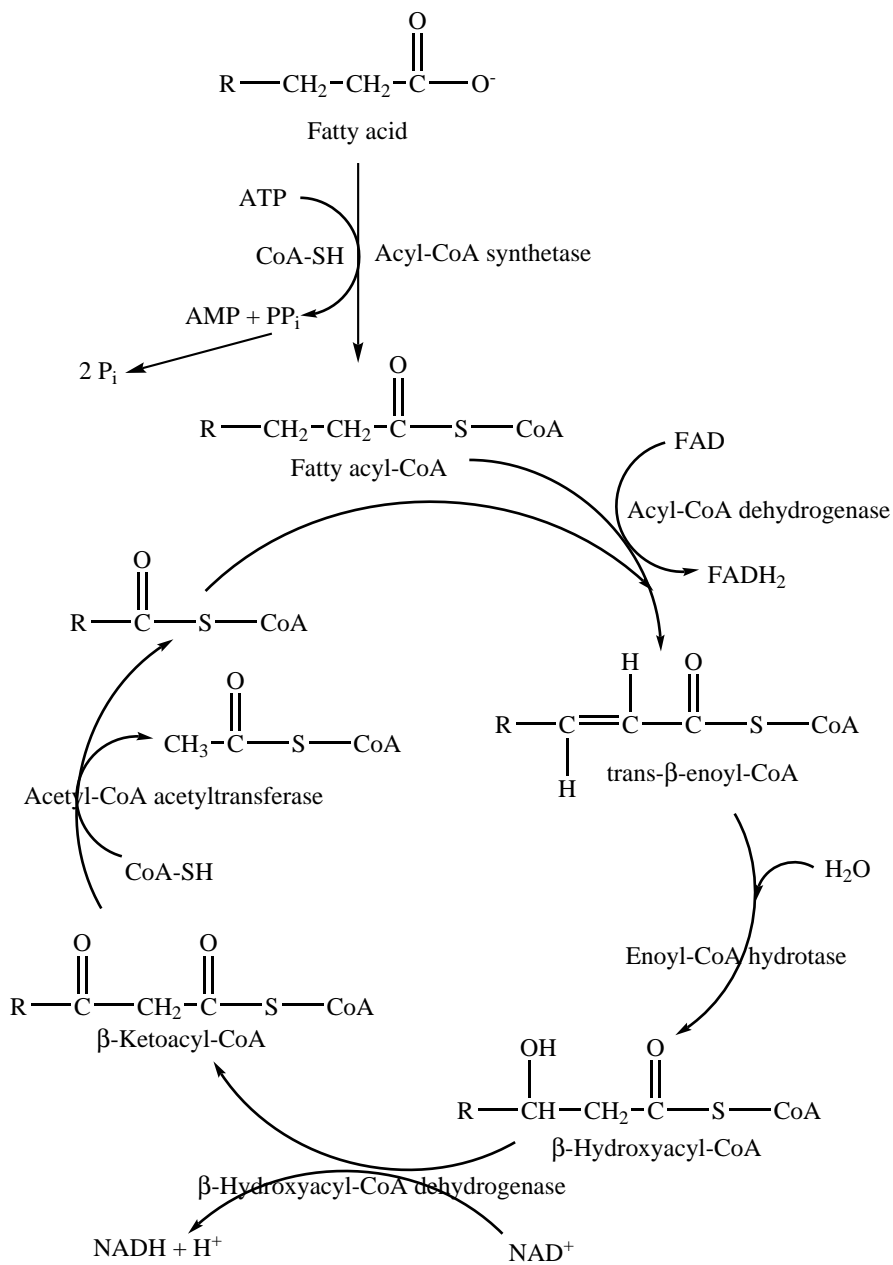 O
R—CH₂–CH₂–C—O⁻
Fatty acid
ATP
CoA-SH
Acyl-CoA synthetase
AMP + PPᵢ
2 Pᵢ
O
R—CH₂–CH₂–C—S—CoA
Fatty acyl-CoA
FAD
Acyl-CoA dehydrogenase
FADH₂
O
R—C—S—CoA
H O
R—C=C—C—S—CoA
H
trans-β-enoyl-CoA
O
CH₃–C—S—CoA
Acetyl-CoA acetyltransferase
CoA-SH
H₂O
Enoyl-CoA hydrotase
O O
R—C—CH₂–C—S—CoA
β-Ketoacyl-CoA
OH O
R—CH—CH₂–C—S—CoA
β-Hydroxyacyl-CoA
β-Hydroxyacyl-CoA dehydrogenase
NADH + H⁺
NAD⁺